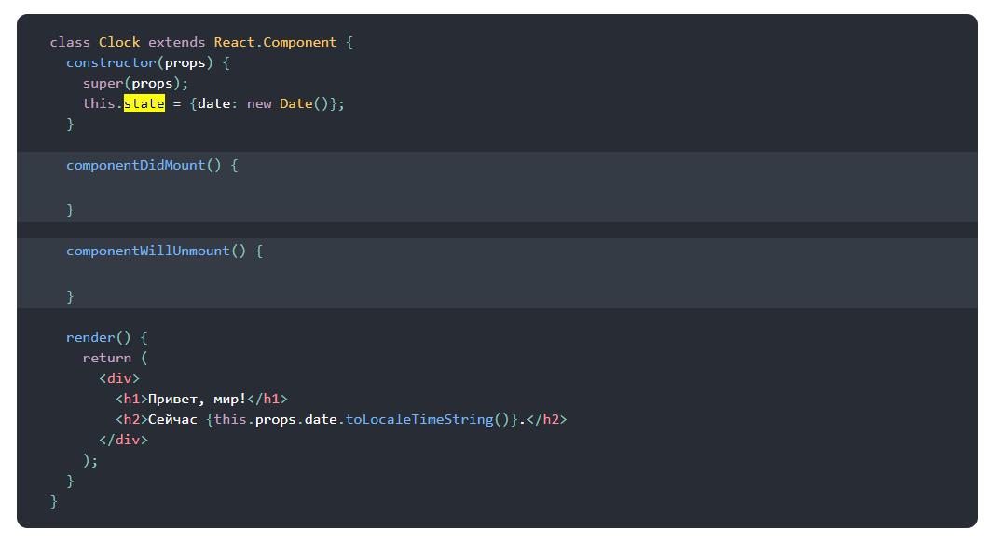 class Clock extends React.Component {
  constructor(props) {
    super(props);
    this.state = {date: new Date()};
  }
  componentDidMount() {
  }
  componentWillUnmount() {
  }
  render() {
    return (
      <div>
        <h1>Привет, мир!</h1>
        <h2>Сейчас {this.props.date.toLocaleTimeString()}.</h2>
      </div>
    );
  }
}